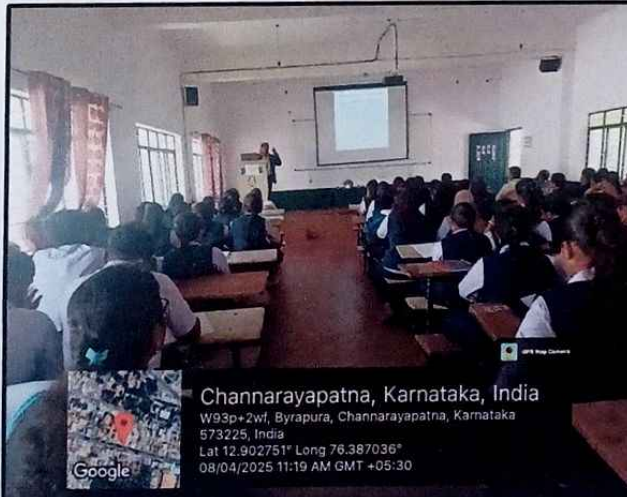 GPS Map Camera
Channarayapatna, Karnataka, India
W93p+2wf, Byrapura, Channarayapatna, Karnataka
573225, India
Lat 12.902751° Long 76.387036°
08/04/2025 11:19 AM GMT +05:30
Google